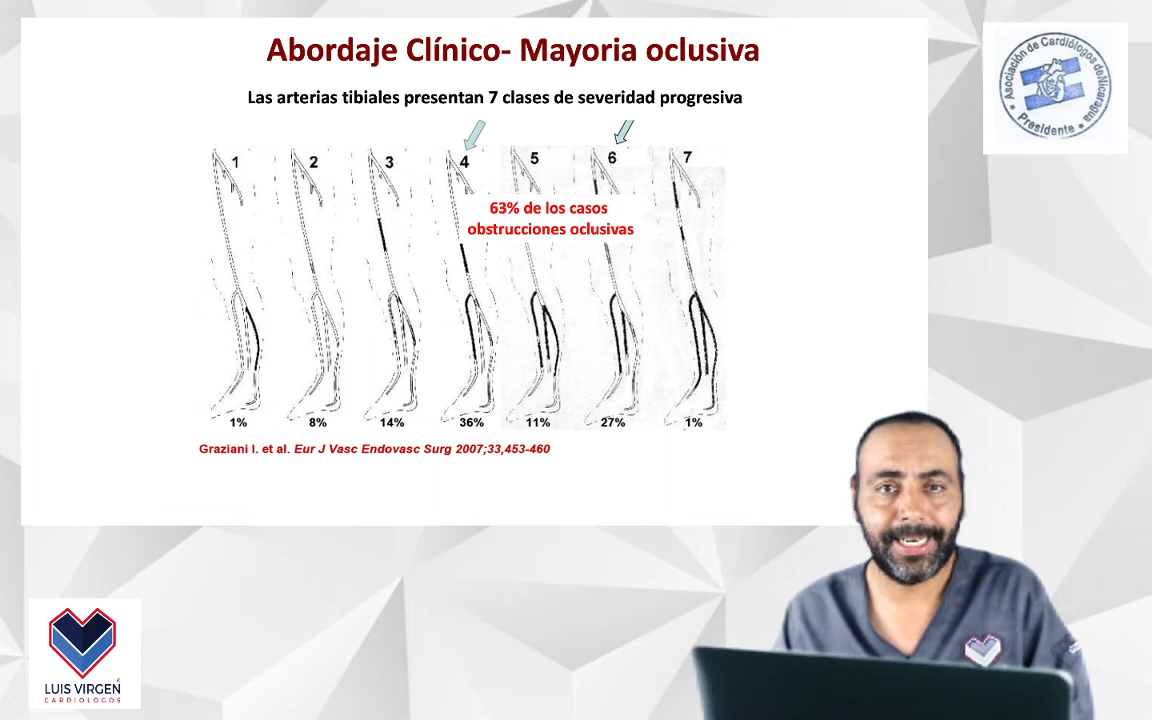 Abordaje Clínico- Mayoria oclusiva
Las arterias tibiales presentan 7 clases de severidad progresiva
1 2 3 4 5 6 7
63% de los casos
obstrucciones oclusivas
1% 8% 14% 36% 11% 27% 1%
Graziani I. et al. Eur J Vasc Endovasc Surg 2007;33,453-460
Asociación de Cardiólogos de Nicaragua
* Presidente *
LUIS VIRGEN
CARDIOLOGOS